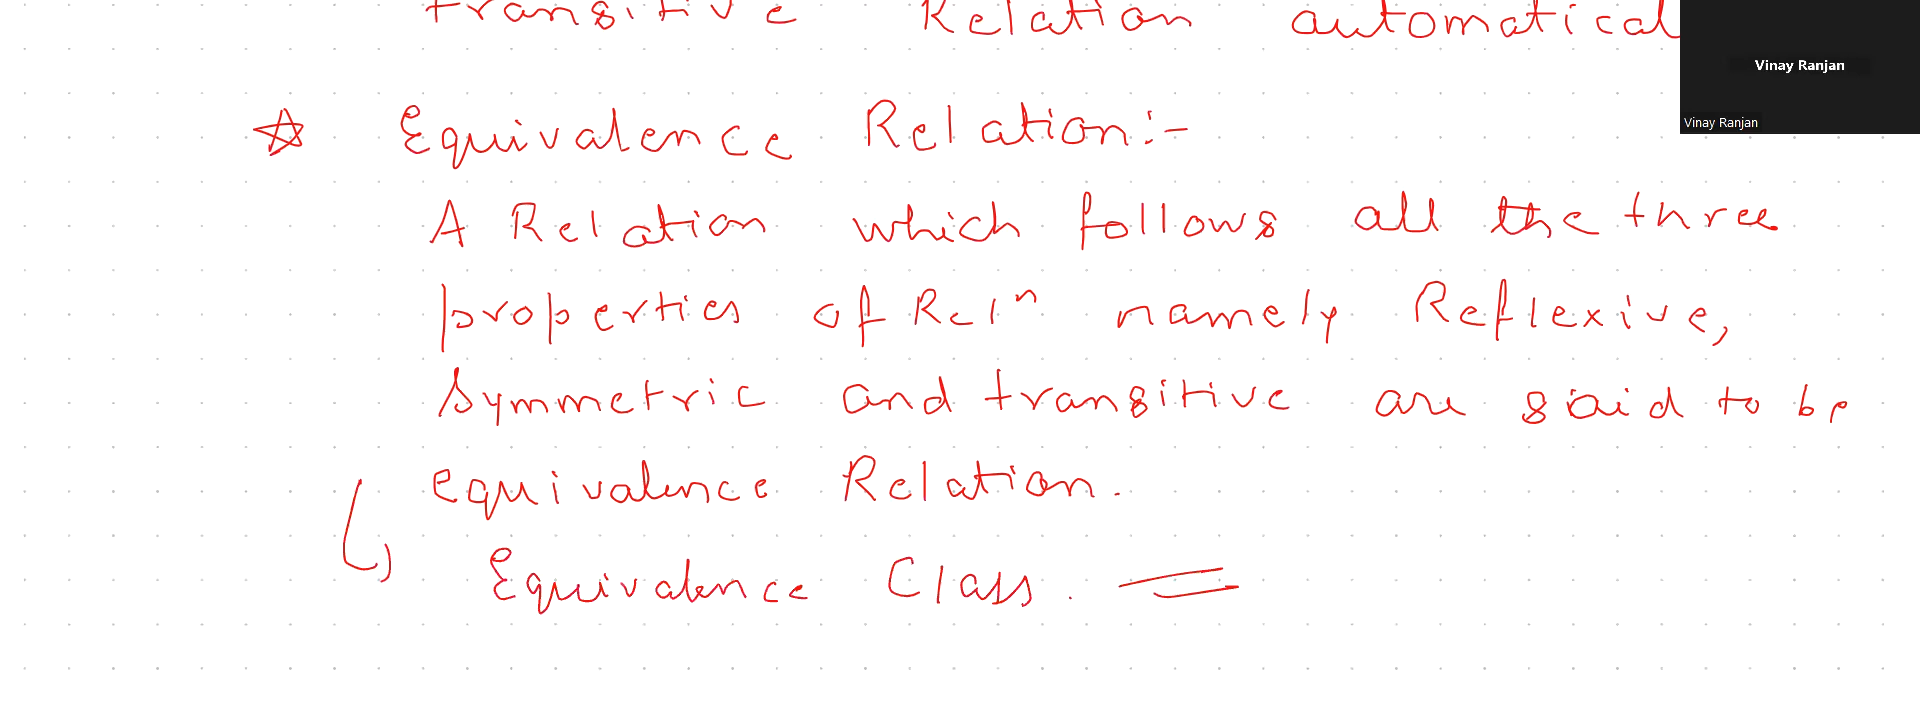 transitive Relation automatical
Vinay Ranjan
Vinay Ranjan
☆ Equivalence Relation:-
A Relation which follows all the three
properties of Relⁿ namely Reflexive,
Symmetric and transitive are said to be
equivalence Relation.
↳ Equivalence Class. =